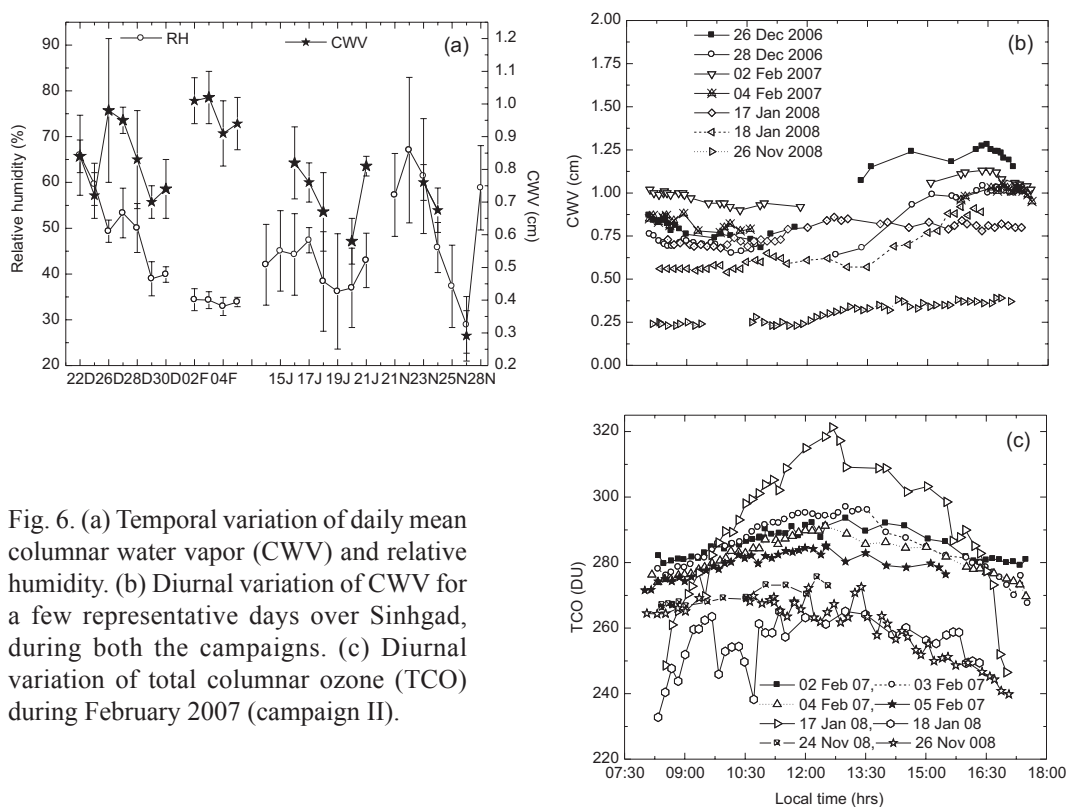 RH
CWV
(a)
Relative humidity (%)
90
80
70
60
50
40
30
20
1.2
1.1
1.0
0.9
0.8
0.7
0.6
0.5
0.4
0.3
0.2
CWV (cm)
22D26D28D30D02F 04F 15J 17J 19J 21J 21N23N25N28N
(b)
26 Dec 2006
28 Dec 2006
02 Feb 2007
04 Feb 2007
17 Jan 2008
18 Jan 2008
26 Nov 2008
CWV (cm)
2.00
1.75
1.50
1.25
1.00
0.75
0.50
0.25
0.00
Fig. 6. (a) Temporal variation of daily mean
columnar water vapor (CWV) and relative
humidity. (b) Diurnal variation of CWV for
a few representative days over Sinhgad,
during both the campaigns. (c) Diurnal
variation of total columnar ozone (TCO)
during February 2007 (campaign II).
(c)
TCO (DU)
320
300
280
260
240
220
02 Feb 07, 03 Feb 07
04 Feb 07, 05 Feb 07
17 Jan 08, 18 Jan 08
24 Nov 08, 26 Nov 008
07:30 09:00 10:30 12:00 13:30 15:00 16:30 18:00
Local time (hrs)